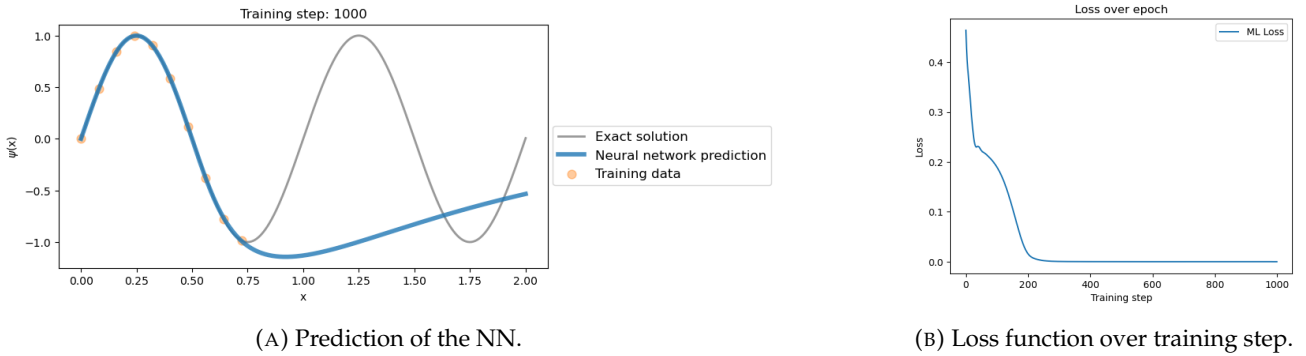 Training step: 1000
1.0
0.5
0.0
−0.5
−1.0
ψ(x)
0.00 0.25 0.50 0.75 1.00 1.25 1.50 1.75 2.00
x
Exact solution
Neural network prediction
Training data
(A) Prediction of the NN.
Loss over epoch
ML Loss
0.4
0.3
0.2
0.1
0.0
Loss
0 200 400 600 800 1000
Training step
(B) Loss function over training step.